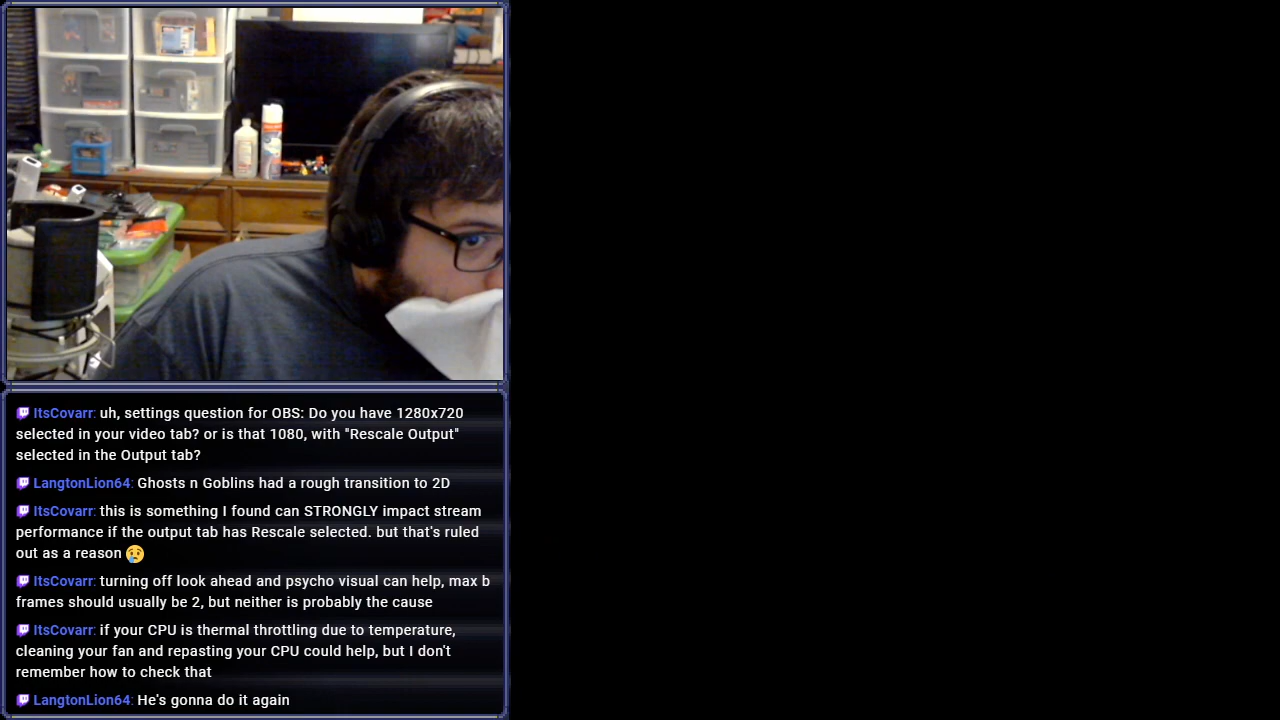 ItsCovarr: uh, settings question for OBS: Do you have 1280x720
selected in your video tab? or is that 1080, with "Rescale Output"
selected in the Output tab?
LangtonLion64: Ghosts n Goblins had a rough transition to 2D
ItsCovarr: this is something I found can STRONGLY impact stream
performance if the output tab has Rescale selected. but that's ruled
out as a reason 😢
ItsCovarr: turning off look ahead and psycho visual can help, max b
frames should usually be 2, but neither is probably the cause
ItsCovarr: if your CPU is thermal throttling due to temperature,
cleaning your fan and repasting your CPU could help, but I don't
remember how to check that
LangtonLion64: He's gonna do it again